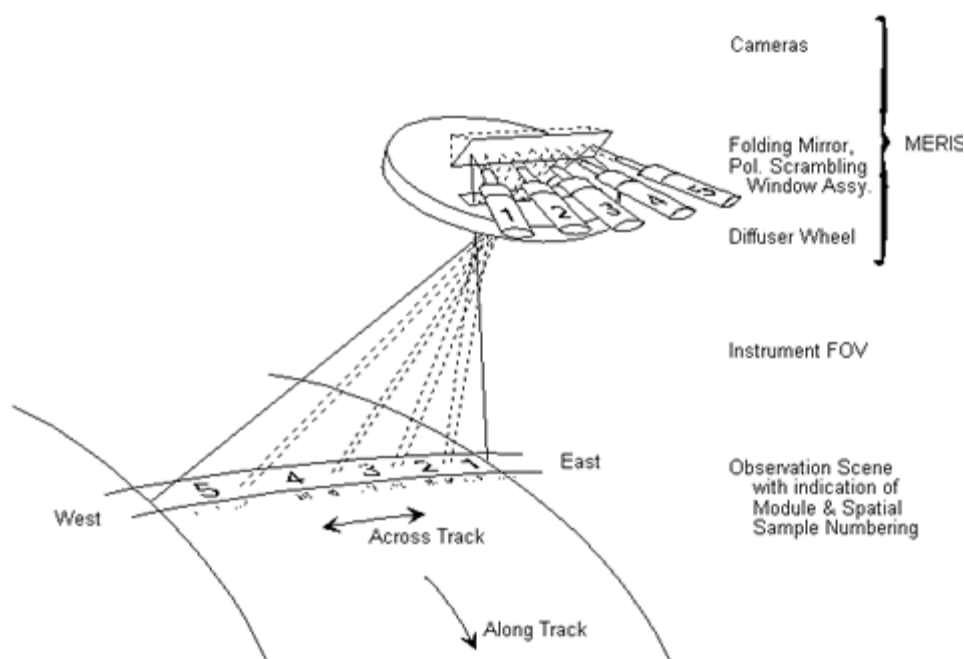 Cameras
Folding Mirror,
Pol. Scrambling
Window Assy.
MERIS
Diffuser Wheel
1
2
3
4
5
Instrument FOV
East
5
4
3
2
1
West
Across Track
Along Track
Observation Scene
with indication of
Module & Spatial
Sample Numbering